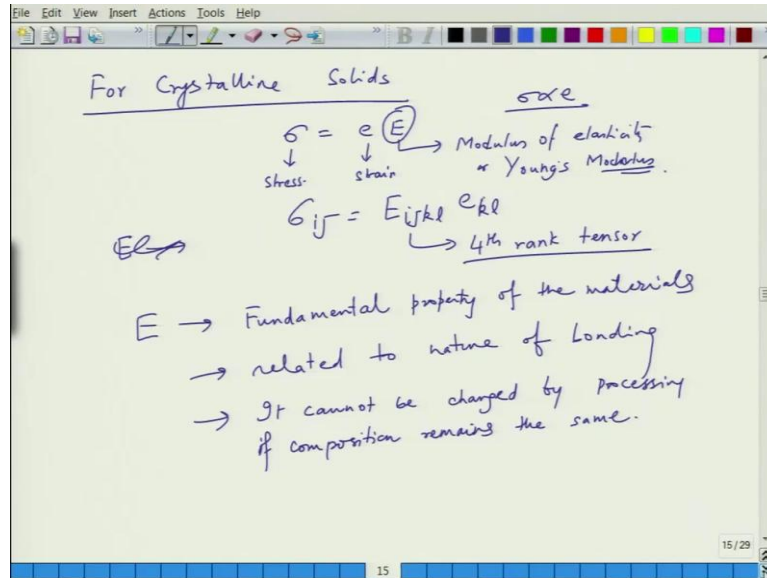 File Edit View Insert Actions Tools Help
For Crystalline Solids
σ ∝ e
σ = e E
Modulus of elasticity
or Young's Modulus.
stress. strain
σij = Eijkl ekl
4th rank tensor
E → Fundamental property of the materials
→ related to nature of bonding
→ It cannot be changed by processing
if composition remains the same.
15/29
15